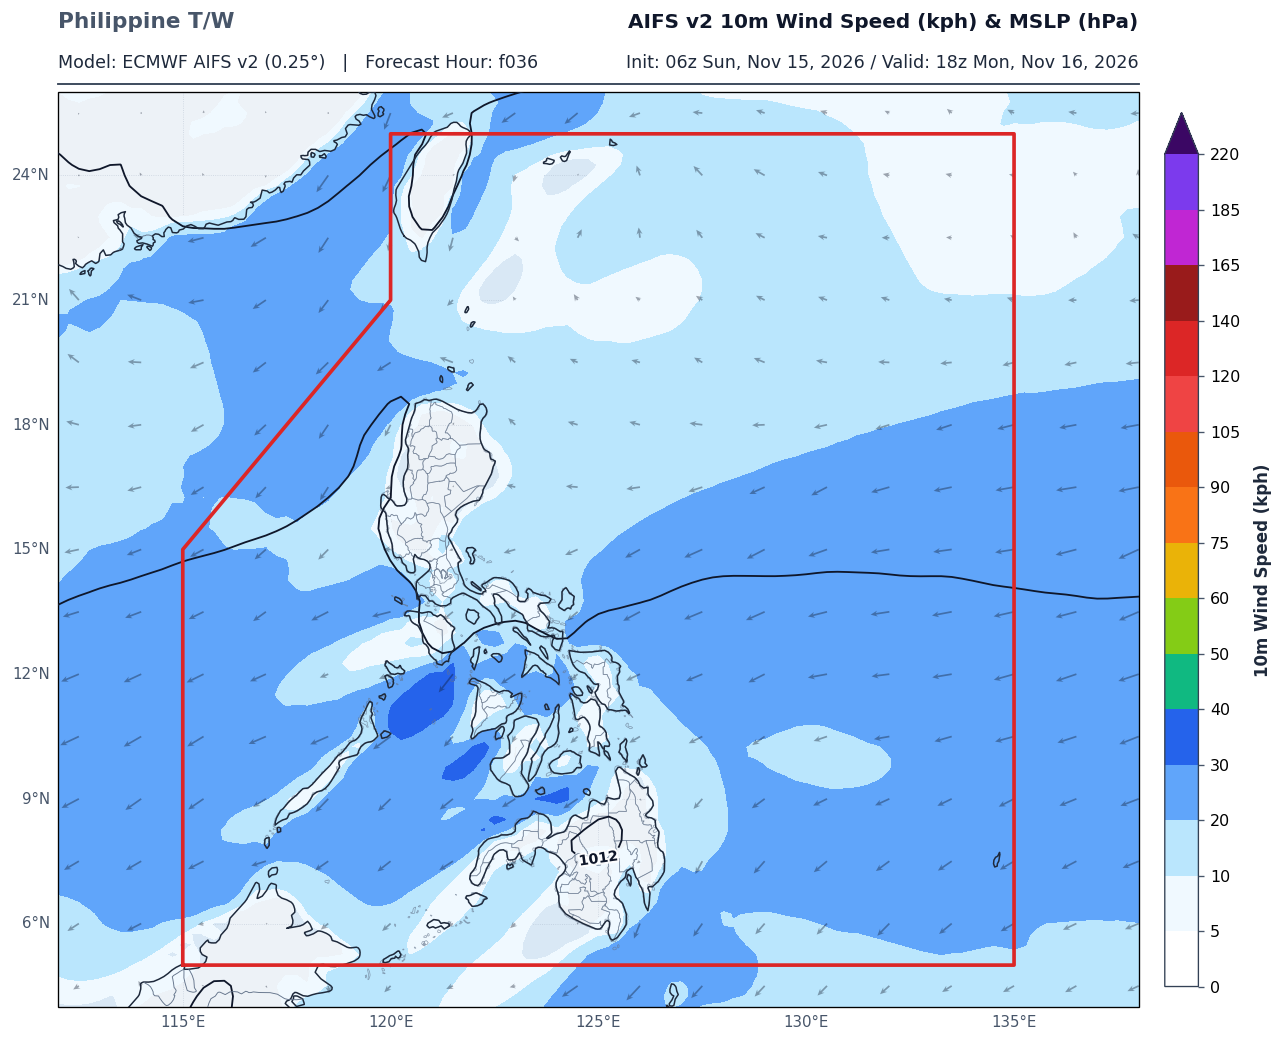 Philippine T/W
AIFS v2 10m Wind Speed (kph) & MSLP (hPa)
Model: ECMWF AIFS v2 (0.25°)   |   Forecast Hour: f036
Init: 06z Sun, Nov 15, 2026 / Valid: 18z Mon, Nov 16, 2026
24°N
21°N
18°N
15°N
12°N
9°N
6°N
1012
115°E
120°E
125°E
130°E
135°E
220
185
165
140
120
105
90
75
60
50
40
30
20
10
5
0
10m Wind Speed (kph)